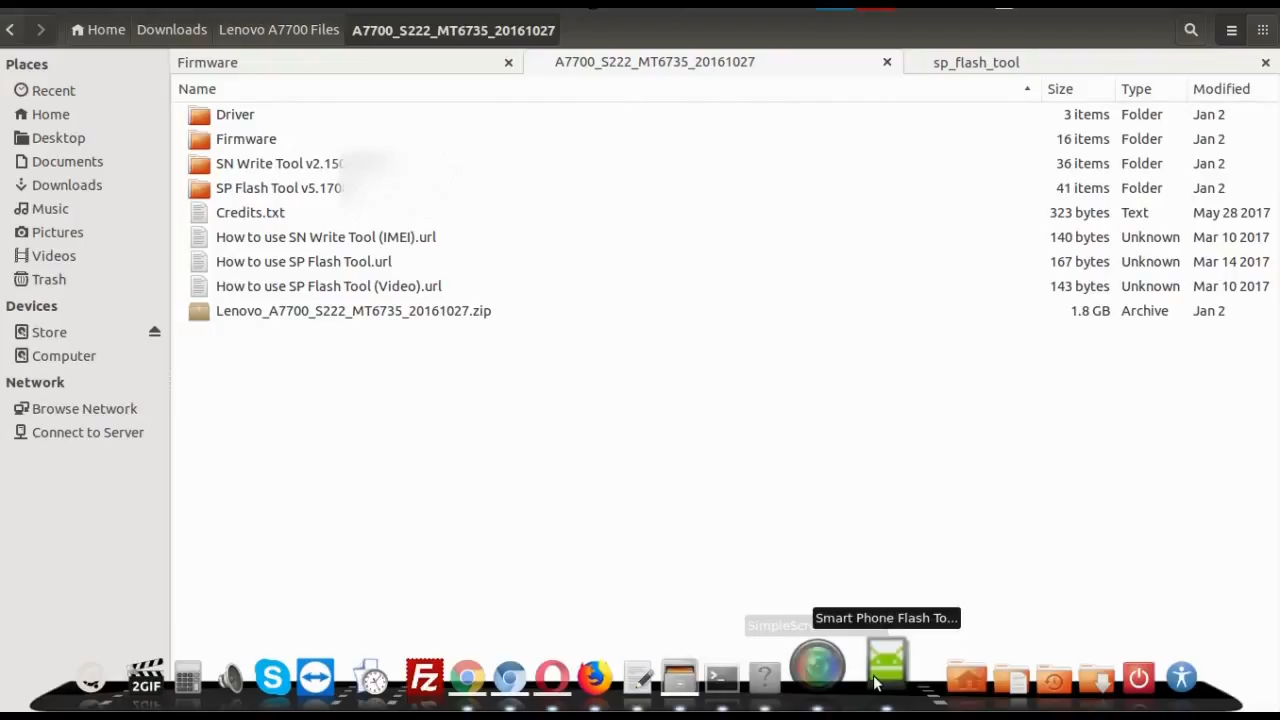 Home Downloads Lenovo A7700 Files A7700_S222_MT6735_20161027
Places
Recent
Home
Desktop
Documents
Downloads
Music
Pictures
Videos
Trash
Devices
Store
Computer
Network
Browse Network
Connect to Server
Firmware A7700_S222_MT6735_20161027 sp_flash_tool
Name Size Type Modified
Driver 3 items Folder Jan 2
Firmware 16 items Folder Jan 2
SN Write Tool 36 items Folder Jan 2
SP Flash Tool 41 items Folder Jan 2
Credits.txt 323 bytes Text May 28 2017
How to use SN Write Tool (IMEI).url 140 bytes Unknown Mar 10 2017
How to use SP Flash Tool.url 167 bytes Unknown Mar 14 2017
How to use SP Flash Tool (Video).url 143 bytes Unknown Mar 10 2017
Lenovo_A7700_S222_MT6735_20161027.zip 1.8 GB Archive Jan 2
Smart Phone Flash To...
2GIF